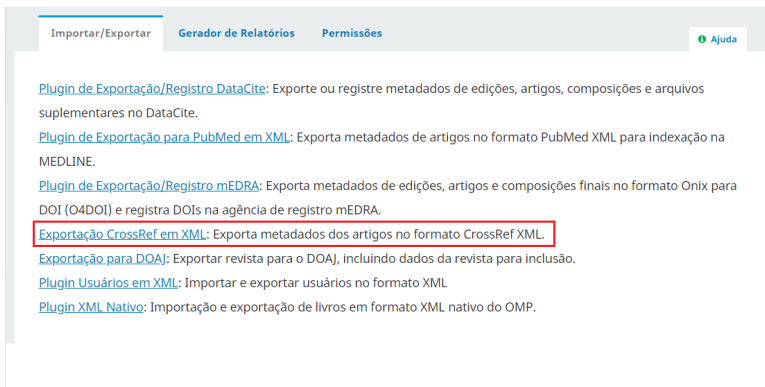 Importar/Exportar
Gerador de Relatórios
Permissões
Ajuda
Plugin de Exportação/Registro DataCite: Exporte ou registre metadados de edições, artigos, composições e arquivos
suplementares no DataCite.
Plugin de Exportação para PubMed em XML: Exporta metadados de artigos no formato PubMed XML para indexação na
MEDLINE.
Plugin de Exportação/Registro mEDRA: Exporta metadados de edições, artigos e composições finais no formato Onix para
DOI (O4DOI) e registra DOIs na agência de registro mEDRA.
Exportação CrossRef em XML: Exporta metadados dos artigos no formato CrossRef XML.
Exportação para DOAJ: Exportar revista para o DOAJ, incluindo dados da revista para inclusão.
Plugin Usuários em XML: Importar e exportar usuários no formato XML
Plugin XML Nativo: Importação e exportação de livros em formato XML nativo do OMP.